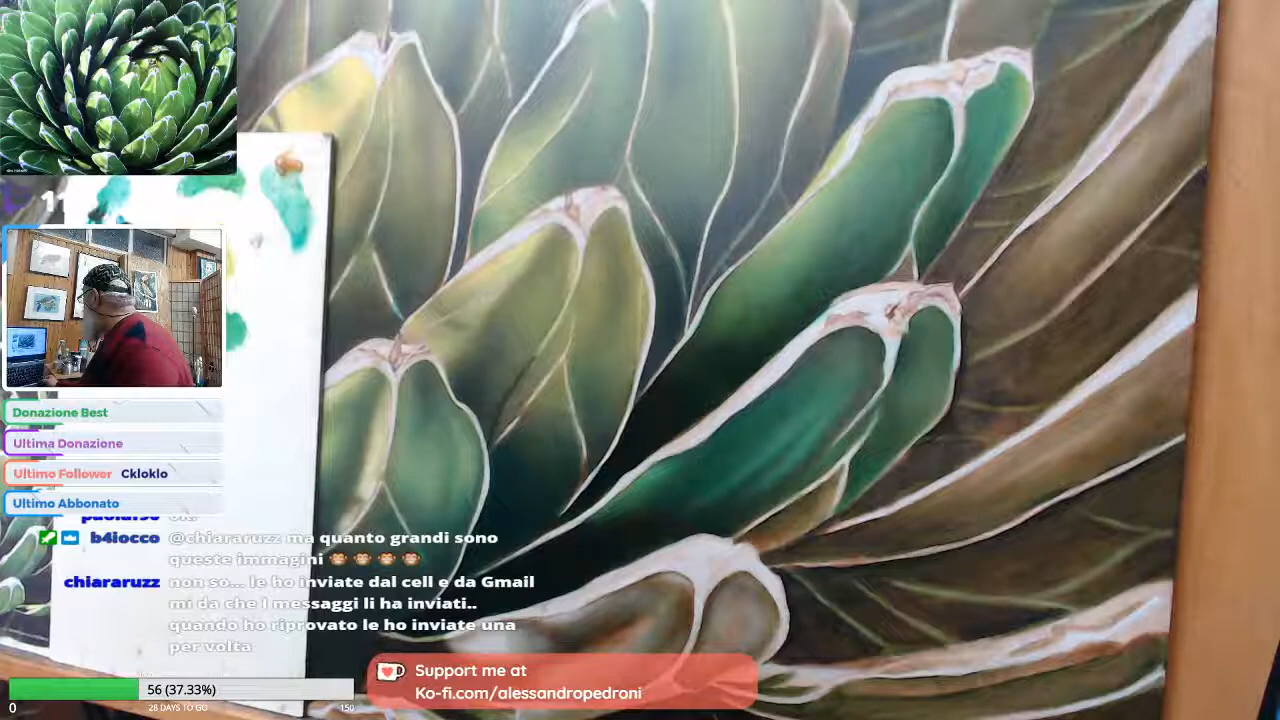 11
Donazione Best
Ultima Donazione
Ultimo Follower Ckloklo
Ultimo Abbonato
b4iocco @chiararuzz ma quanto grandi sono
queste immagini 🐵 🐵 🐵 🐵
chiararuzz non so... le ho inviate dal cell e da Gmail
mi da che I messaggi li ha inviati..
quando ho riprovato le ho inviate una
per volta
Support me at
Ko-fi.com/alessandropedroni
56 (37.33%)
0 28 DAYS TO GO 150